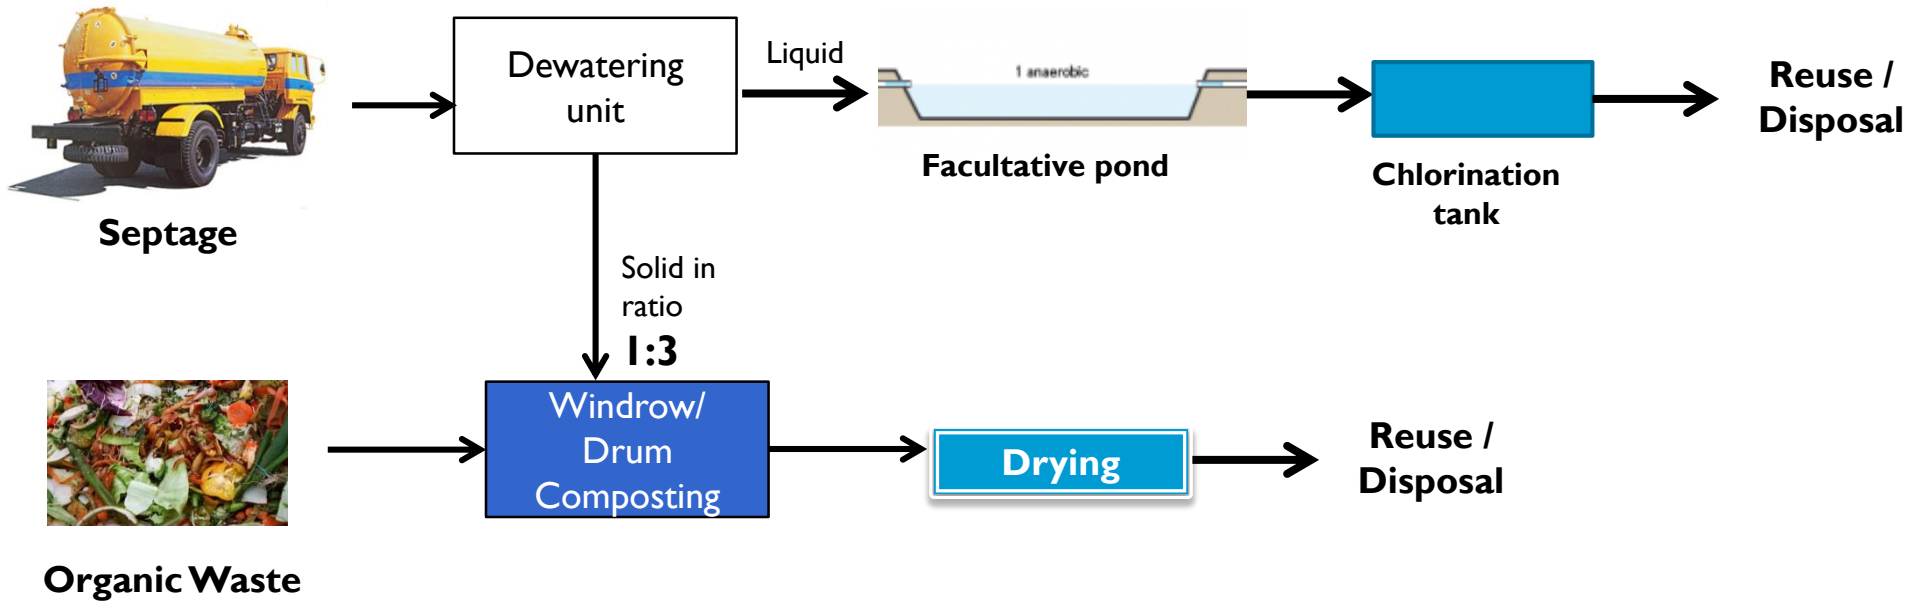 Dewatering
unit
Liquid
1 anaerobic
Reuse /
Disposal
Facultative pond
Chlorination
tank
Septage
Solid in
ratio
1:3
Windrow/
Drum
Composting
Drying
Reuse /
Disposal
Organic Waste